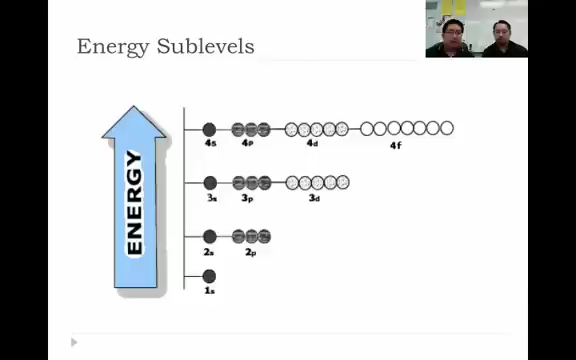 Energy Sublevels
ENERGY
4s 4p 4d 4f
3s 3p 3d
2s 2p
1s